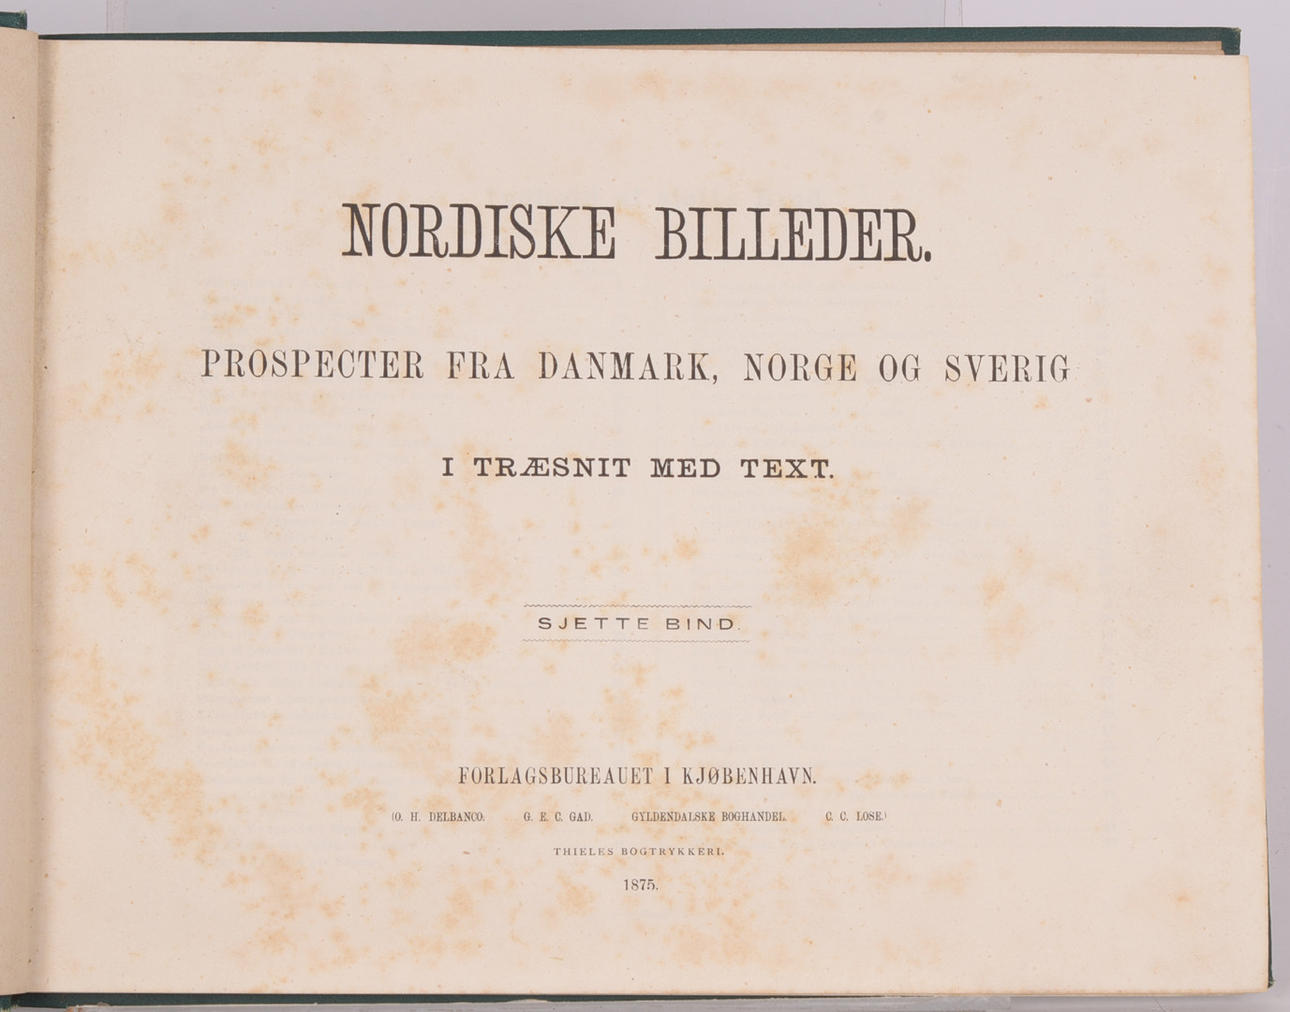 NORDISKE BILLEDER.
PROSPECTER FRA DANMARK, NORGE OG SVERIG
I TRÆSNIT MED TEXT.
SJETTE BIND.
FORLAGSBUREAUET I KJØBENHAVN.
(O. H. DELBANCO. G. E. C. GAD. GYLDENDALSKE BOGHANDEL. C. C. LOSE.)
THIELES BOGTRYKKERI.
1875.